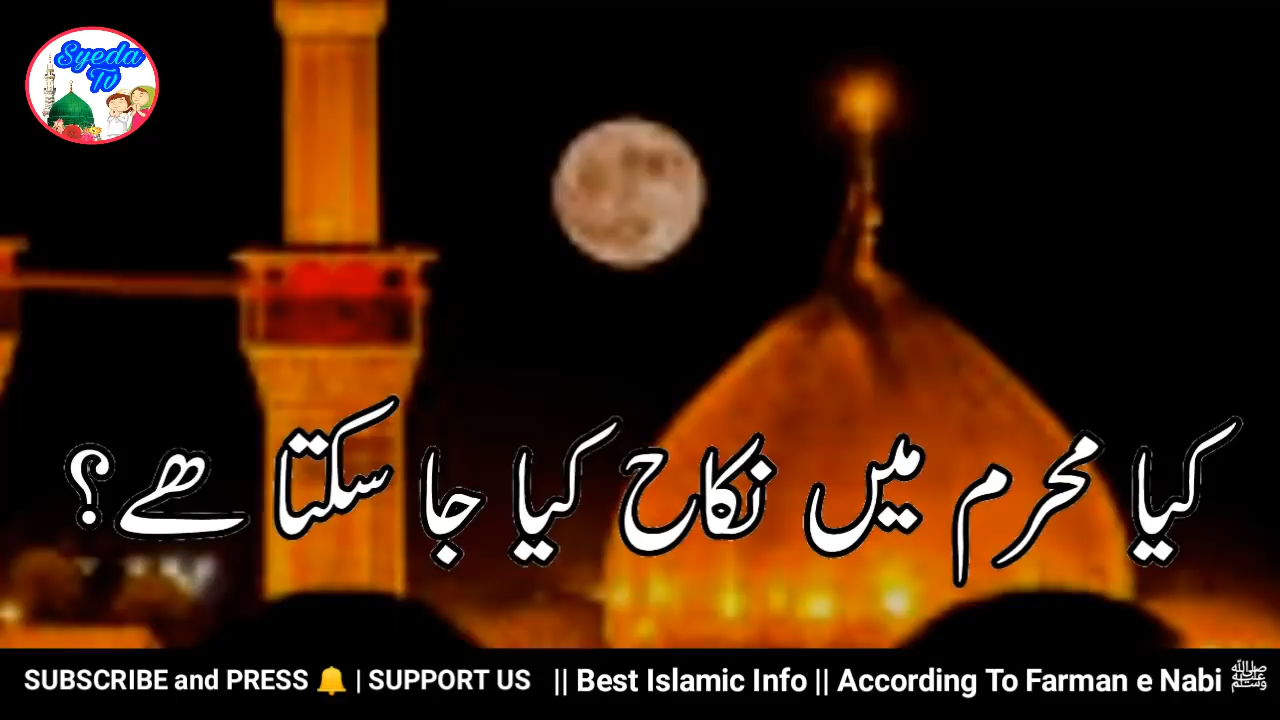 Syeda
Tv
کیا محرم میں نکاح کیا جا سکتا ھے؟
SUBSCRIBE and PRESS 🔔 | SUPPORT US || Best Islamic Info || According To Farman e Nabi ﷺ